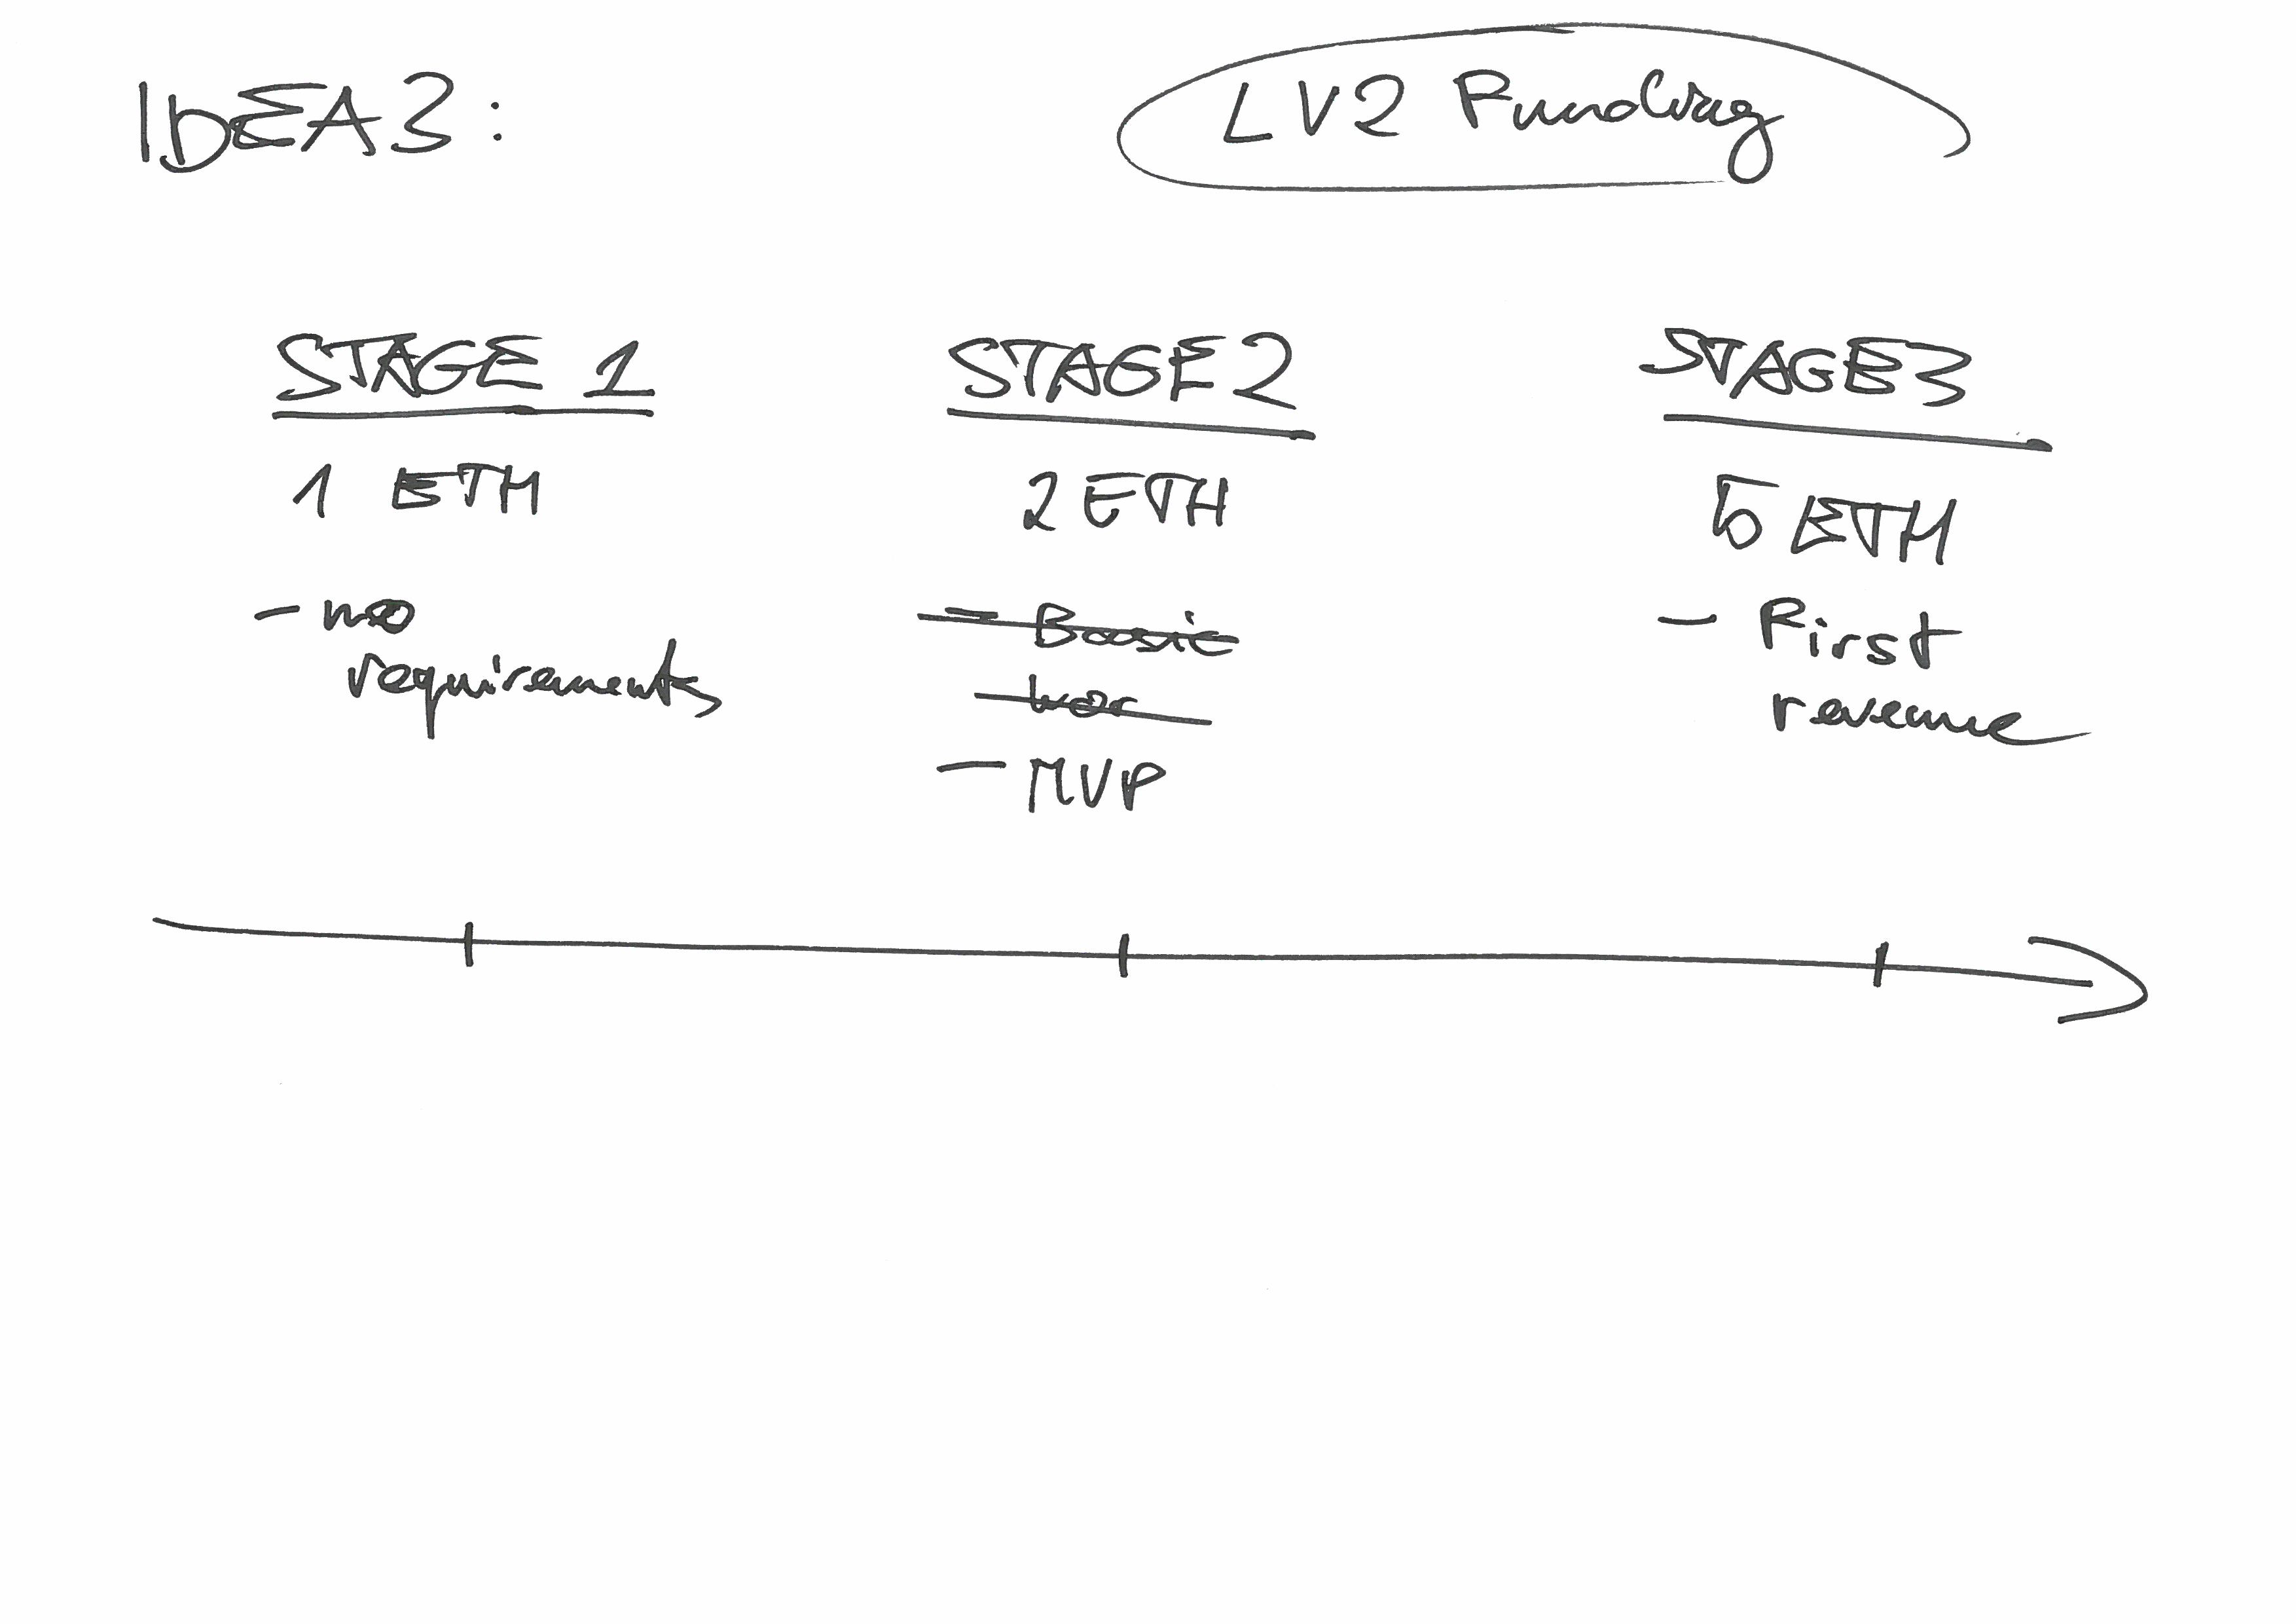 IDEA 3:
LV2 Funding
STAGE 1
1 ETH
- no
requirements
STAGE 2
2 ETH
- Basic
- MVP
STAGE 3
5 ETH
- First
revenue